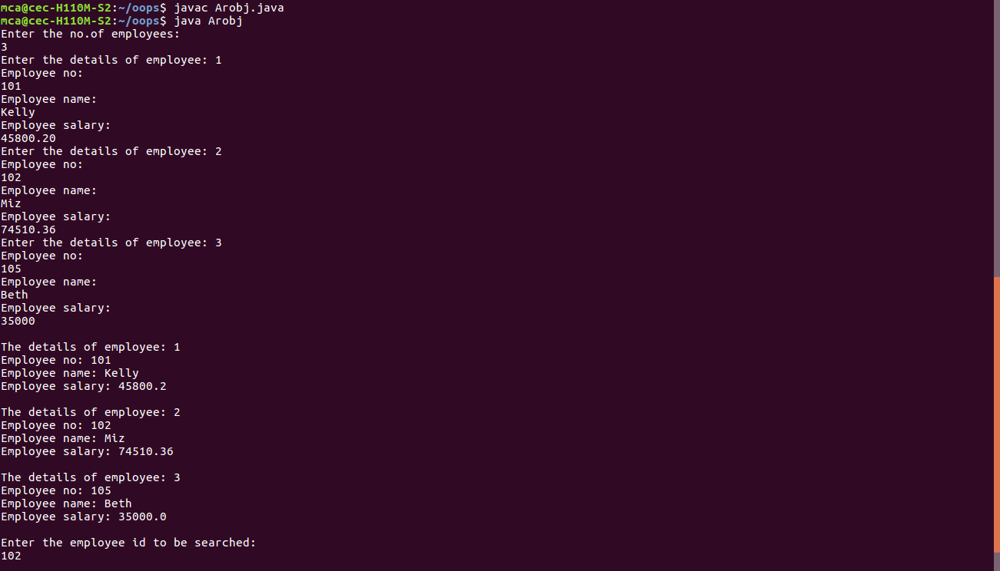 mca@cec-H110M-S2:~/oops$ javac Arobj.java
mca@cec-H110M-S2:~/oops$ java Arobj
Enter the no.of employees:
3
Enter the details of employee: 1
Employee no:
101
Employee name:
Kelly
Employee salary:
45800.20
Enter the details of employee: 2
Employee no:
102
Employee name:
Miz
Employee salary:
74510.36
Enter the details of employee: 3
Employee no:
105
Employee name:
Beth
Employee salary:
35000
The details of employee: 1
Employee no: 101
Employee name: Kelly
Employee salary: 45800.2
The details of employee: 2
Employee no: 102
Employee name: Miz
Employee salary: 74510.36
The details of employee: 3
Employee no: 105
Employee name: Beth
Employee salary: 35000.0
Enter the employee id to be searched:
102